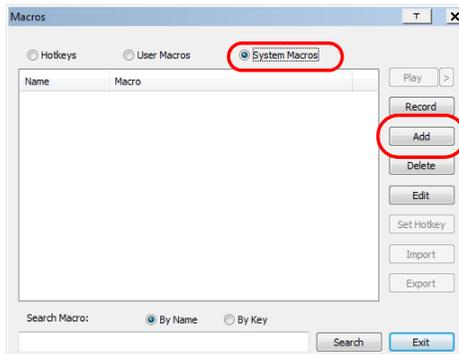 Macros
Hotkeys User Macros System Macros
Name Macro
Play >
Record
Add
Delete
Edit
Set Hotkey
Import
Export
Search Macro: By Name By Key
Search Exit